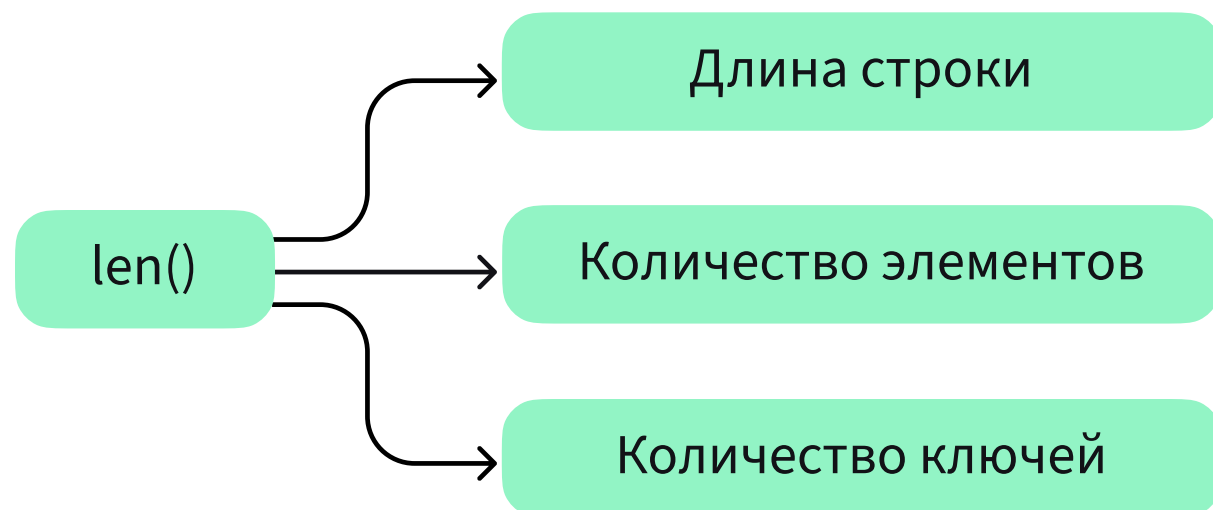 Длина строки
len()
Количество элементов
Количество ключей